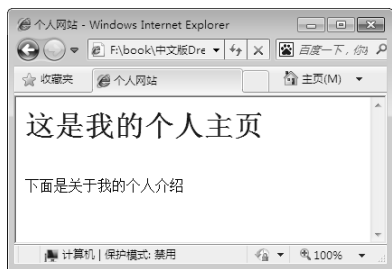 个人网站 - Windows Internet Explorer
F:\book\中文版Dre
百度一下，你
收藏夹
个人网站
主页(M)
这是我的个人主页
下面是关于我的个人介绍
计算机 | 保护模式: 禁用
100%